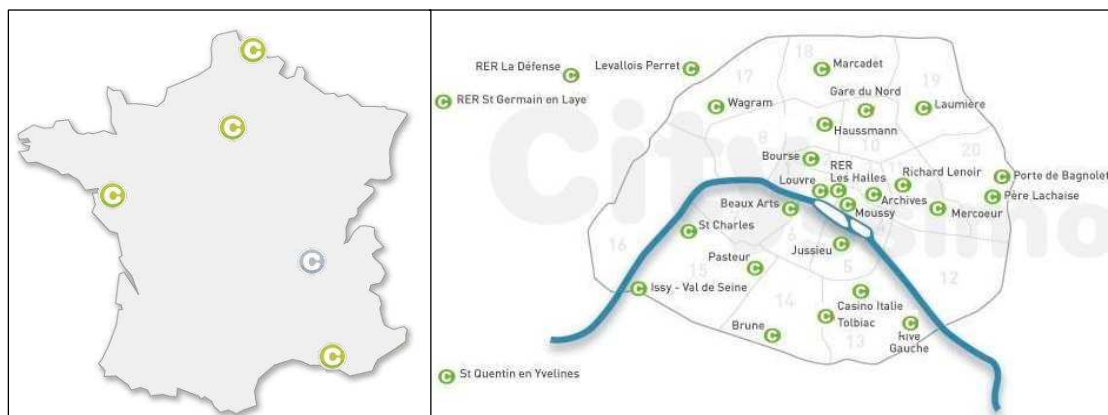 18
RER La Défense
Levallois Perret
Marcadet
17
Gare du Nord
19
RER St Germain en Laye
Wagram
Laumière
Haussmann
8
10
20
City
Bourse
RER
Les Halles
Richard Lenoir
Porte de Bagnolet
Louvre
Archives
Père Lachaise
Beaux Arts
Moussy
Mercoeur
ssimo
St Charles
6
16
Jussieu
Pasteur
15
5
12
Issy - Val de Seine
14
Casino Italie
Brune
Tolbiac
Rive
Gauche
13
St Quentin en Yvelines